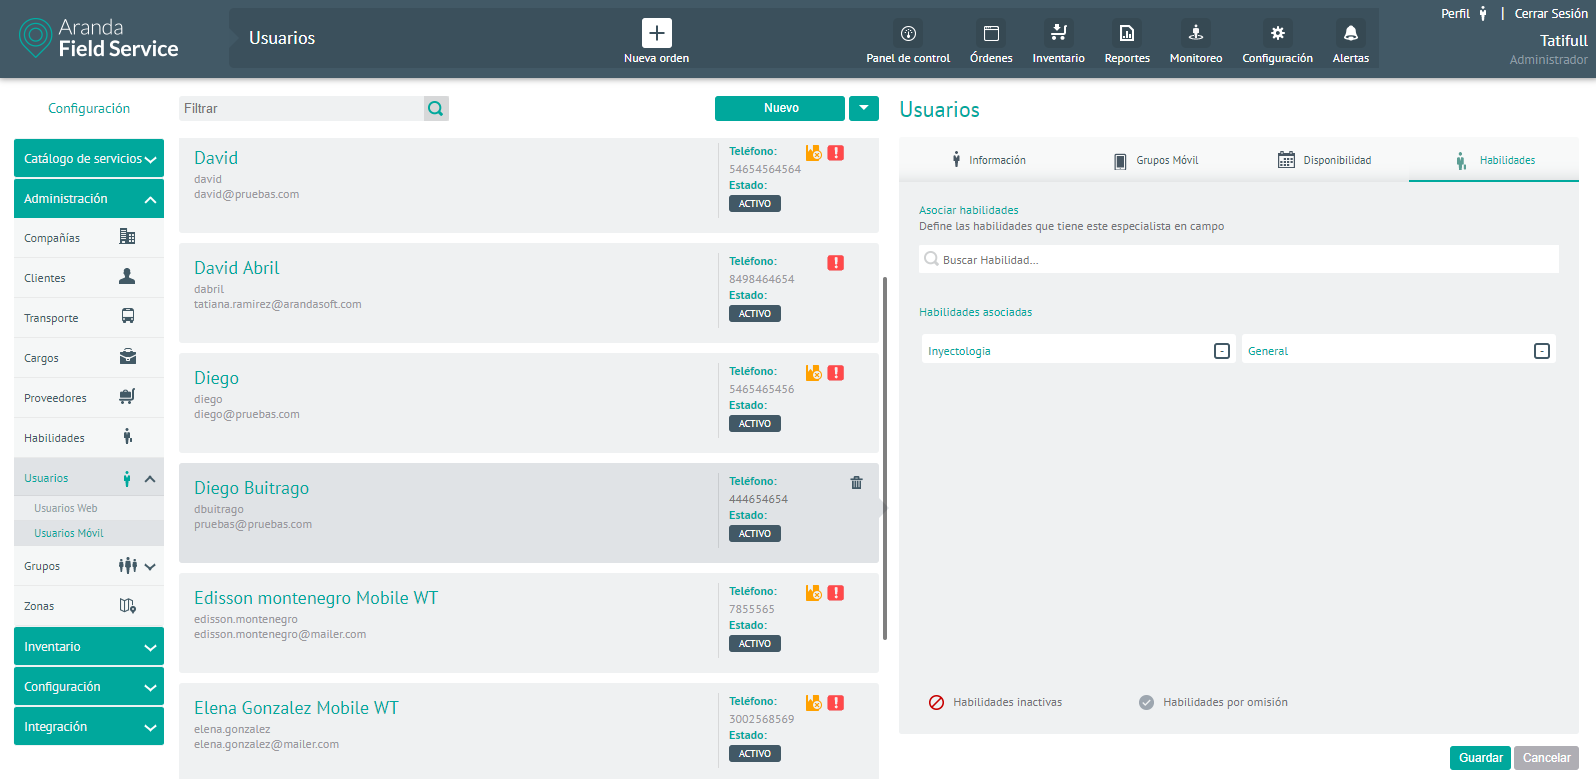 Aranda
Field Service
Usuarios
Nueva orden
Panel de control
Órdenes
Inventario
Reportes
Monitoreo
Configuración
Alertas
Perfil | Cerrar Sesión
Tatifull
Administrador
Configuración
Catálogo de servicios
Administración
Compañías
Clientes
Transporte
Cargos
Proveedores
Habilidades
Usuarios
Usuarios Web
Usuarios Móvil
Grupos
Zonas
Inventario
Configuración
Integración
Filtrar
Nuevo
David
david
david@pruebas.com
Teléfono:
54654564564
Estado:
ACTIVO
David Abril
dabril
tatiana.ramirez@arandasoft.com
Teléfono:
8498464654
Estado:
ACTIVO
Diego
diego
diego@pruebas.com
Teléfono:
5465465456
Estado:
ACTIVO
Diego Buitrago
dbuitrago
pruebas@pruebas.com
Teléfono:
444654654
Estado:
ACTIVO
Edisson montenegro Mobile WT
edisson.montenegro
edisson.montenegro@mailer.com
Teléfono:
7855565
Estado:
ACTIVO
Elena Gonzalez Mobile WT
elena.gonzalez
elena.gonzalez@mailer.com
Teléfono:
3002568569
Estado:
ACTIVO
Usuarios
Información
Grupos Móvil
Disponibilidad
Habilidades
Asociar habilidades
Define las habilidades que tiene este especialista en campo
Buscar Habilidad...
Habilidades asociadas
Inyectologia
General
Habilidades inactivas
Habilidades por omisión
Guardar
Cancelar